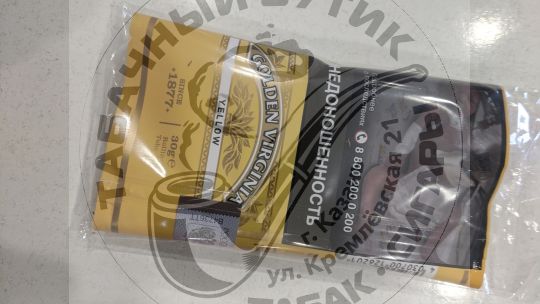 GOLDEN VIRGINIA
YELLOW
SINCE
·1877·
30g e
НЕДОНОШЕННОСТЬ
8 800 200 0 200
ТАБАЧНЫЙ БУТИК
г. Казань
ул. Кремлёвская 21
ТАБАК • СИГАРЫ